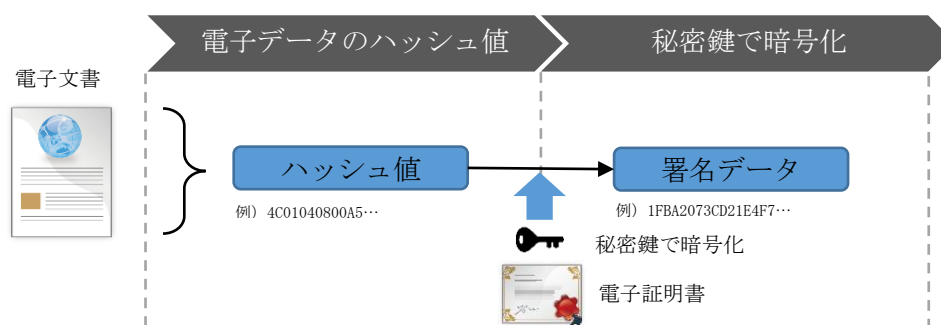 電子データのハッシュ値
秘密鍵で暗号化
電子文書
ハッシュ値
署名データ
例) 4C01040800A5…
例) 1FBA2073CD21E4F7…
秘密鍵で暗号化
電子証明書